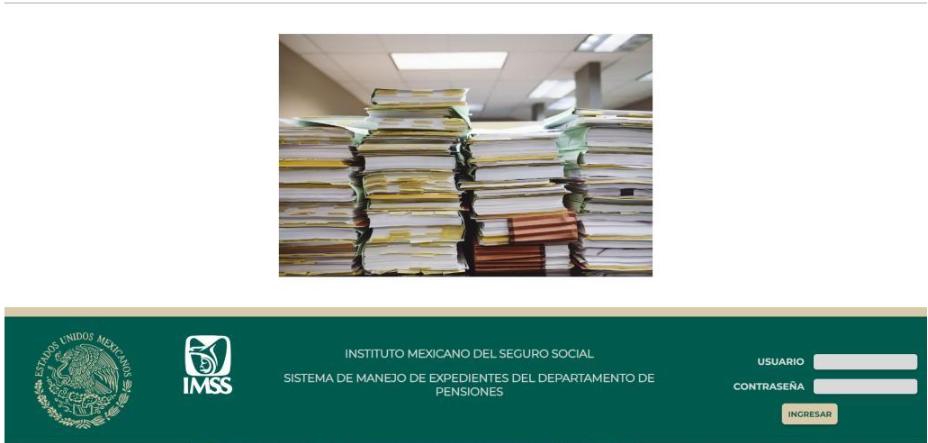 ESTADOS UNIDOS MEXICANOS
IMSS
INSTITUTO MEXICANO DEL SEGURO SOCIAL
SISTEMA DE MANEJO DE EXPEDIENTES DEL DEPARTAMENTO DE
PENSIONES
USUARIO
CONTRASEÑA
INGRESAR